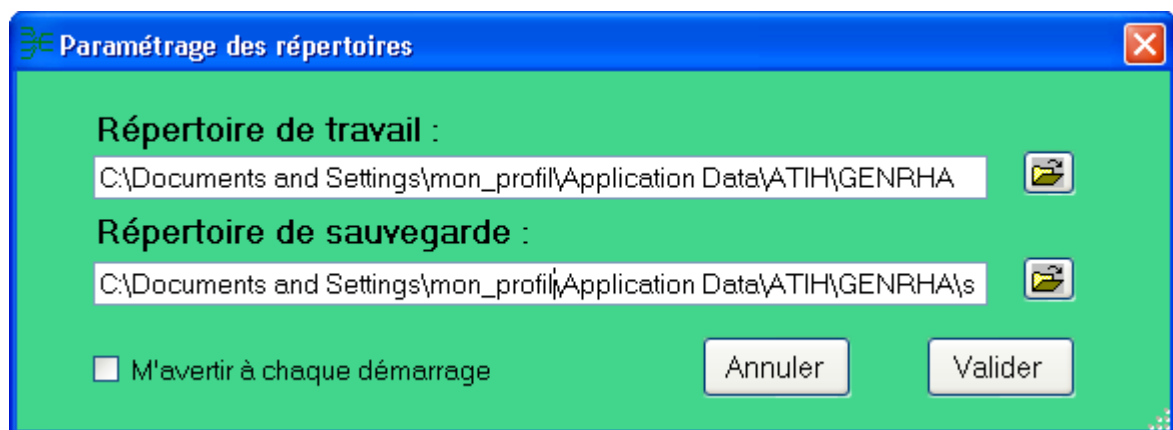 Paramétrage des répertoires
Répertoire de travail :
C:\Documents and Settings\mon_profil\Application Data\ATIH\GENRHA
Répertoire de sauvegarde :
C:\Documents and Settings\mon_profil\Application Data\ATIH\GENRHA\s
M'avertir à chaque démarrage
Annuler
Valider